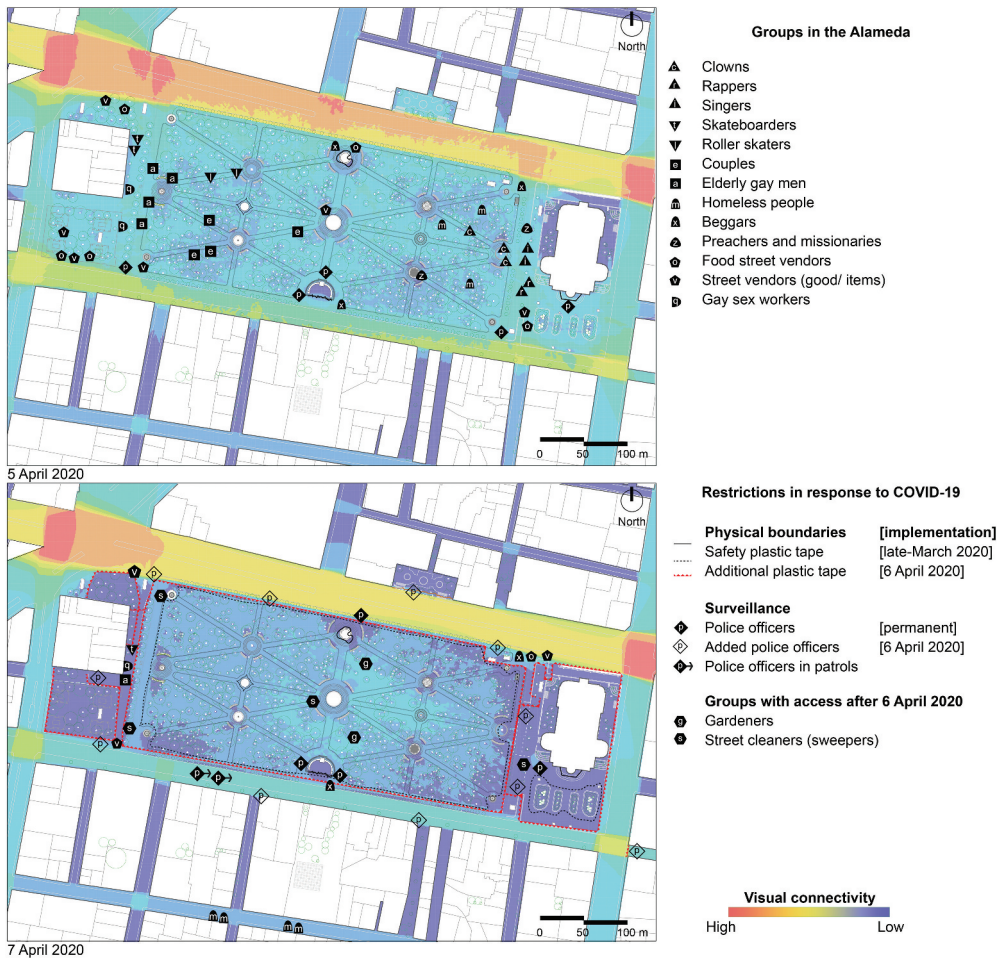 North
0 50 100 m
5 April 2020
Groups in the Alameda
c Clowns
r Rappers
i Singers
t Skateboarders
l Roller skaters
e Couples
a Elderly gay men
m Homeless people
x Beggars
z Preachers and missionaries
o Food street vendors
v Street vendors (good/ items)
q Gay sex workers
North
0 50 100 m
7 April 2020
Restrictions in response to COVID-19
Physical boundaries [implementation]
Safety plastic tape [late-March 2020]
Additional plastic tape [6 April 2020]
Surveillance
p Police officers [permanent]
p Added police officers [6 April 2020]
p Police officers in patrols
Groups with access after 6 April 2020
g Gardeners
s Street cleaners (sweepers)
Visual connectivity
High Low